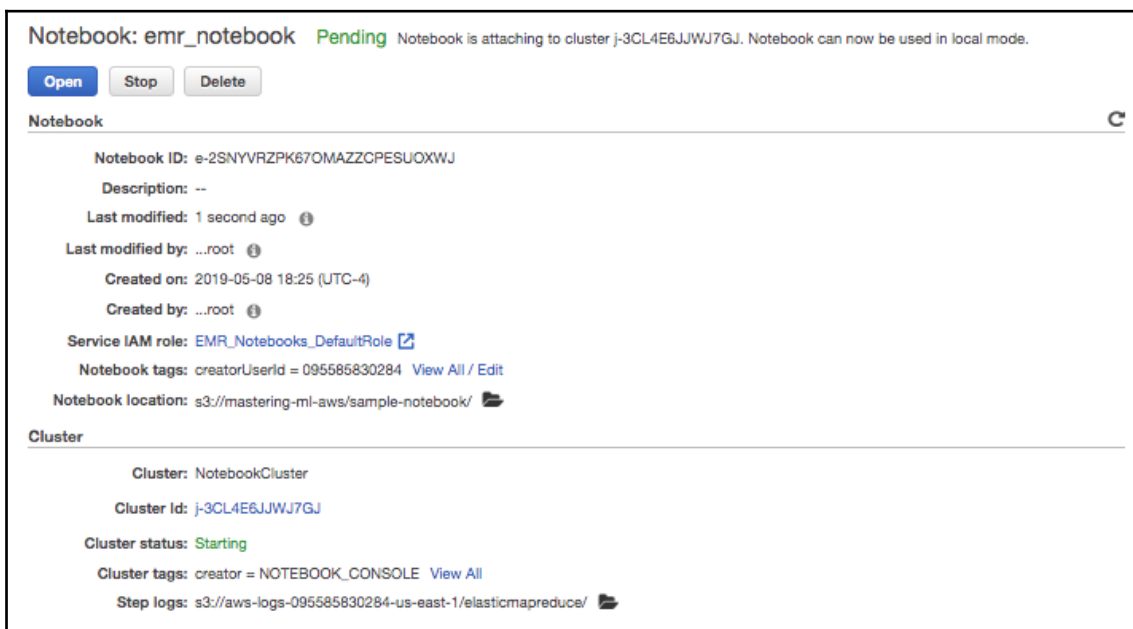 Notebook: emr_notebook Pending Notebook is attaching to cluster j-3CL4E6JJWJ7GJ. Notebook can now be used in local mode.
Open Stop Delete
Notebook
Notebook ID: e-2SNYVRZPK67OMAZZCPESUOXWJ
Description: --
Last modified: 1 second ago
Last modified by: ...root
Created on: 2019-05-08 18:25 (UTC-4)
Created by: ...root
Service IAM role: EMR_Notebooks_DefaultRole
Notebook tags: creatorUserId = 095585830284 View All / Edit
Notebook location: s3://mastering-ml-aws/sample-notebook/
Cluster
Cluster: NotebookCluster
Cluster Id: j-3CL4E6JJWJ7GJ
Cluster status: Starting
Cluster tags: creator = NOTEBOOK_CONSOLE View All
Step logs: s3://aws-logs-095585830284-us-east-1/elasticmapreduce/